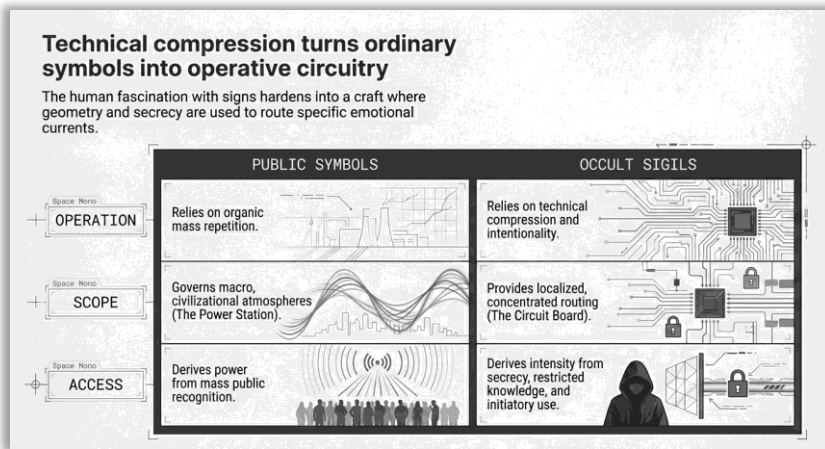 Technical compression turns ordinary
symbols into operative circuitry
The human fascination with signs hardens into a craft where
geometry and secrecy are used to route specific emotional
currents.
PUBLIC SYMBOLS
OCCULT SIGILS
Space Mono
OPERATION
Relies on organic
mass repetition.
Relies on technical
compression and
intentionality.
Space Mono
SCOPE
Governs macro,
civilizational atmospheres
(The Power Station).
Provides localized,
concentrated routing
(The Circuit Board).
Space Mono
ACCESS
Derives power
from mass public
recognition.
Derives intensity from
secrecy, restricted
knowledge, and
initiatory use.